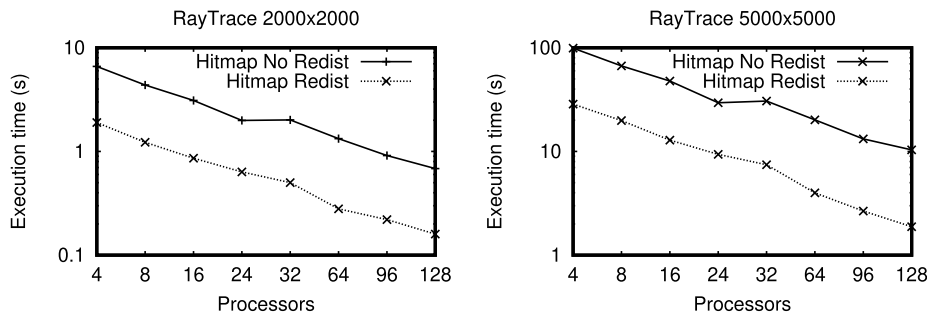 RayTrace 2000x2000
10
1
0.1
Execution time (s)
Hitmap No Redist
Hitmap Redist
4 8 16 24 32 64 96 128
Processors
RayTrace 5000x5000
100
10
1
Execution time (s)
Hitmap No Redist
Hitmap Redist
4 8 16 24 32 64 96 128
Processors